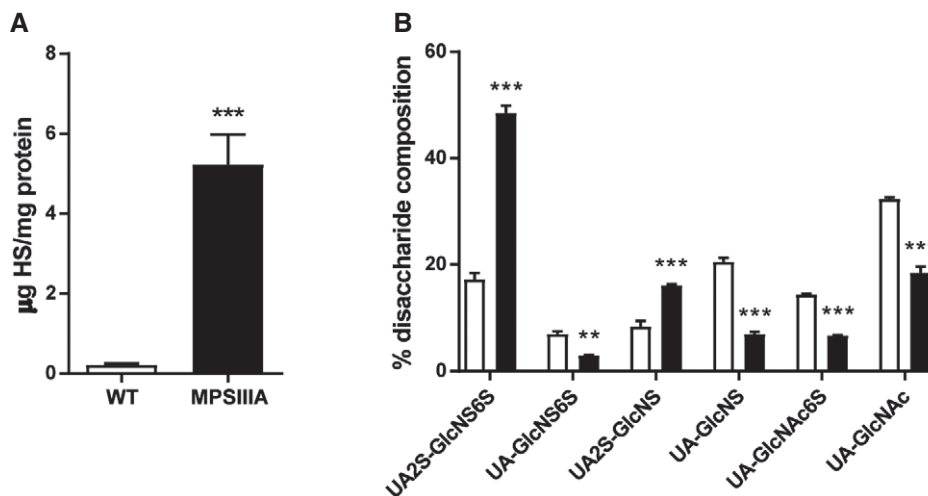 A
8
6
4
2
0
µg HS/mg protein
***
WT
MPSIIIA
B
60
40
20
0
% disaccharide composition
***
**
***
***
***
**
UA2S-GlcNS6S
UA-GlcNS6S
UA2S-GlcNS
UA-GlcNS
UA-GlcNAc6S
UA-GlcNAc